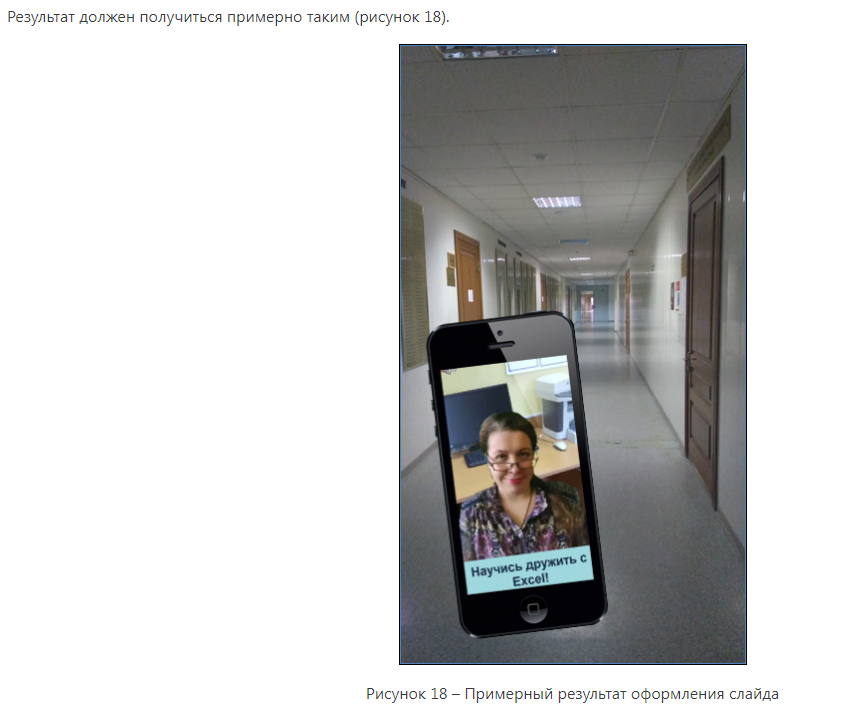 Результат должен получиться примерно таким (рисунок 18).
Научись дружить с
Excel!
Рисунок 18 – Примерный результат оформления слайда